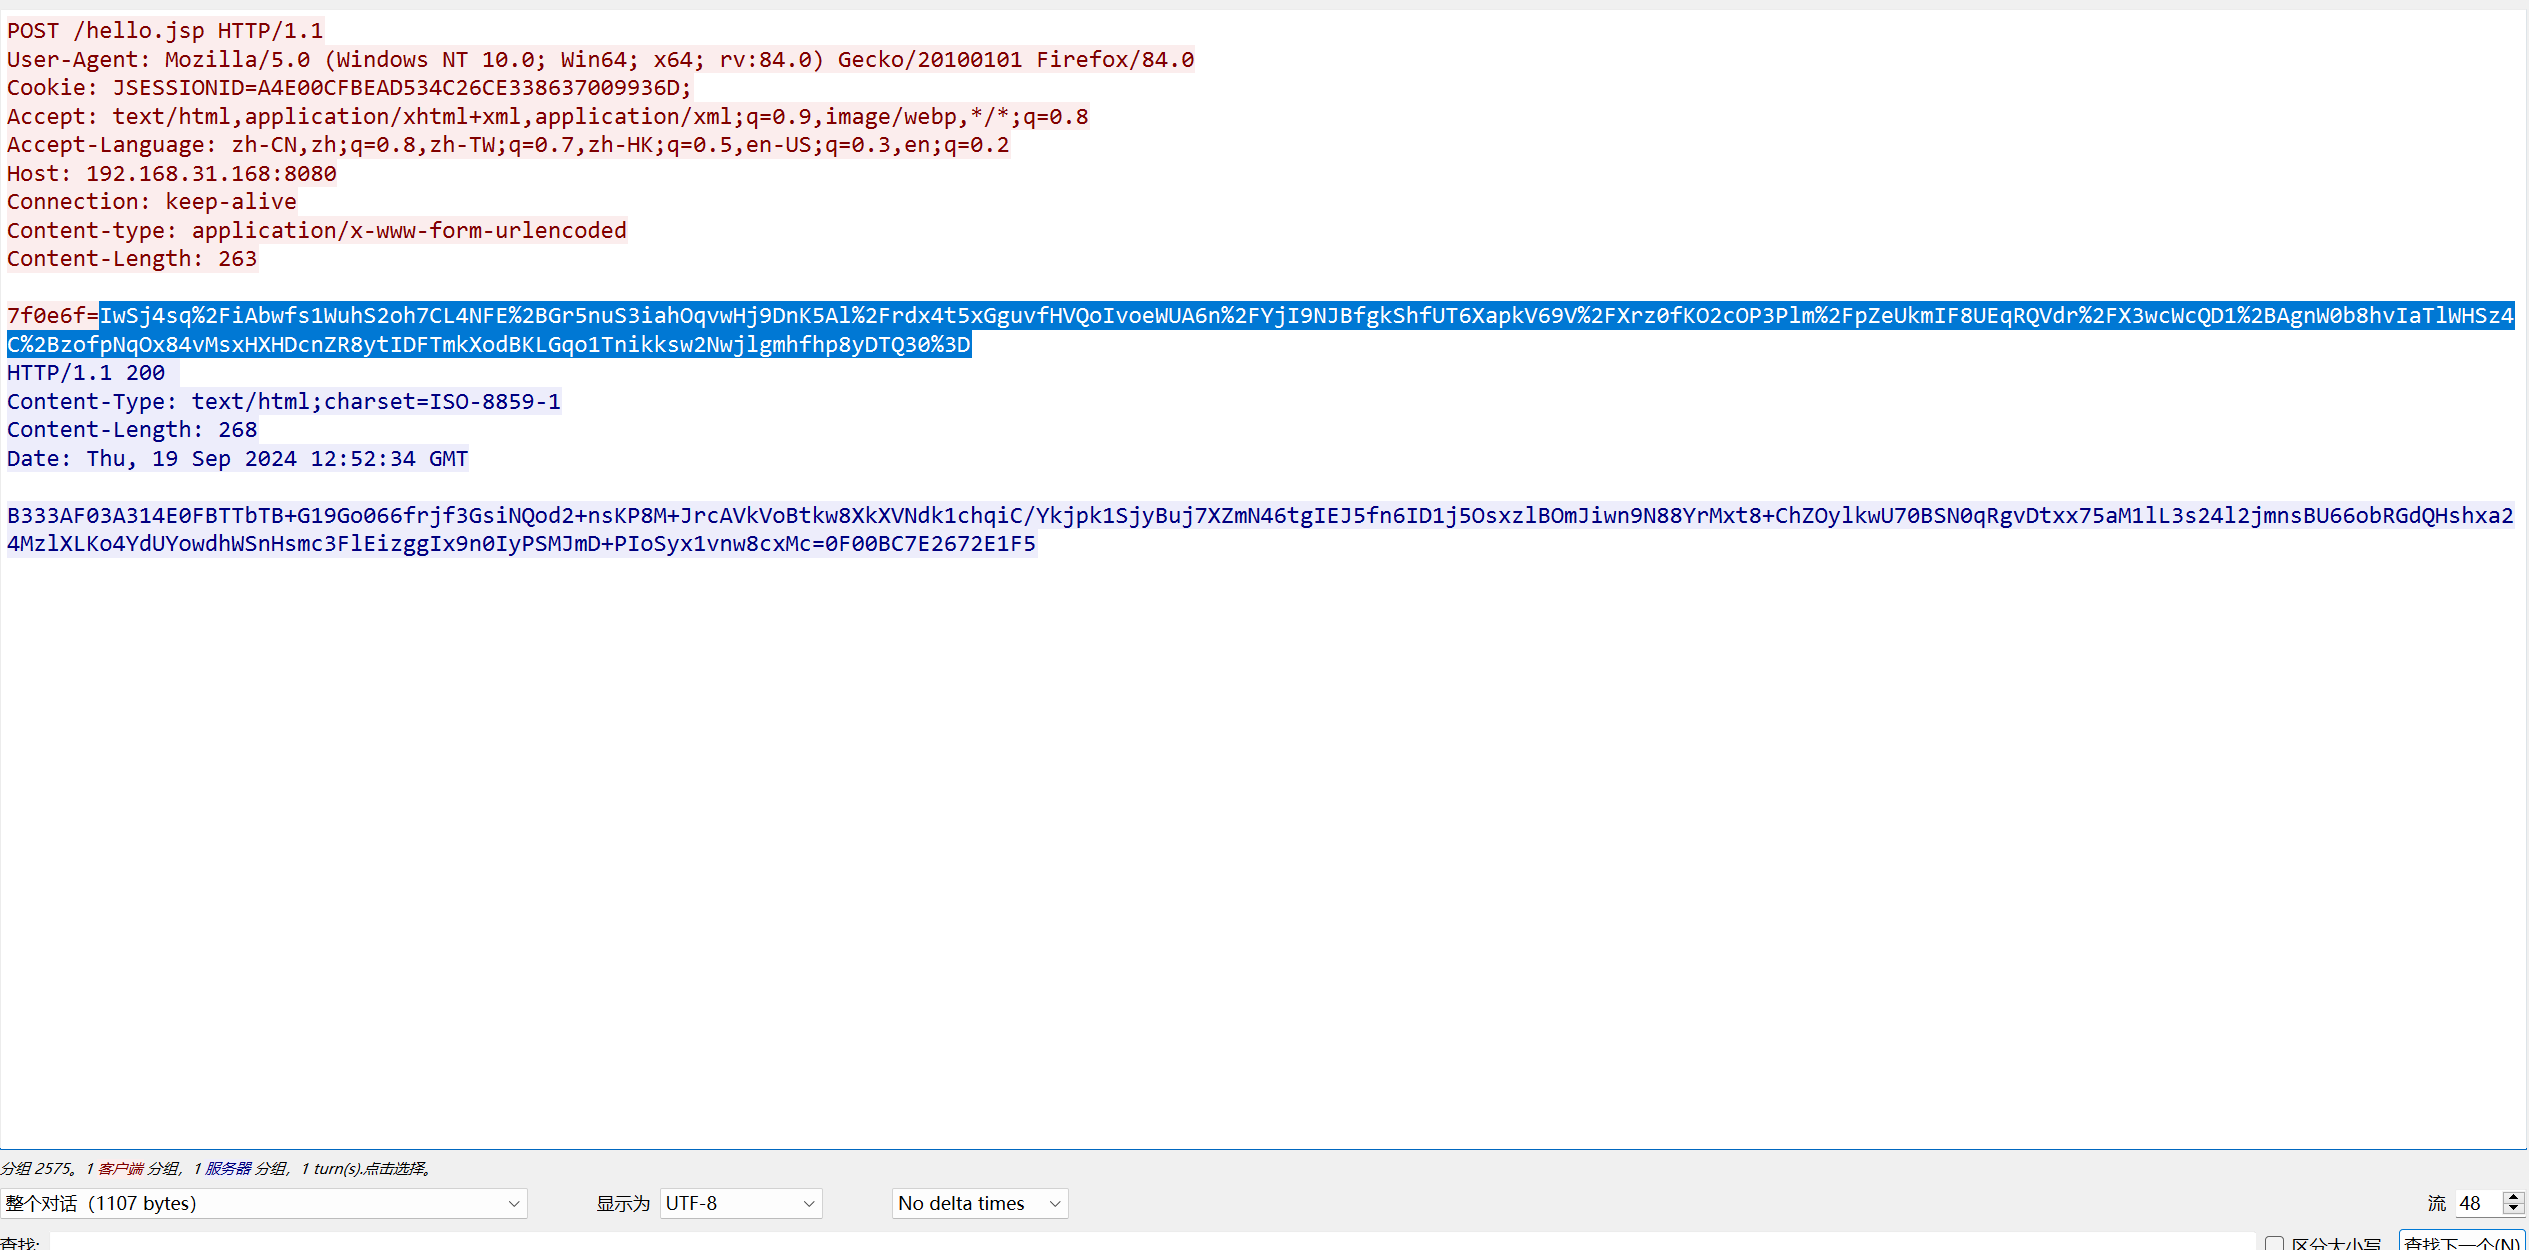 POST /hello.jsp HTTP/1.1
User-Agent: Mozilla/5.0 (Windows NT 10.0; Win64; x64; rv:84.0) Gecko/20100101 Firefox/84.0
Cookie: JSESSIONID=A4E00CFBEAD534C26CE338637009936D;
Accept: text/html,application/xhtml+xml,application/xml;q=0.9,image/webp,*/*;q=0.8
Accept-Language: zh-CN,zh;q=0.8,zh-TW;q=0.7,zh-HK;q=0.5,en-US;q=0.3,en;q=0.2
Host: 192.168.31.168:8080
Connection: keep-alive
Content-type: application/x-www-form-urlencoded
Content-Length: 263
7f0e6f=IwSj4sq%2FiAbwfs1WuhS2oh7CL4NFE%2BGr5nuS3iahOqvwHj9DnK5Al%2Frdx4t5xGguvfHVQoIvoeWUA6n%2FYjI9NJBfgkShfUT6XapkV69V%2FXrz0fKO2cOP3Plm%2FpZeUkmIF8UEqRQVdr%2FX3wcWcQD1%2BAgnW0b8hvIaTlWHSz4
C%2BzofpNqOx84vMsxHXHDcnZR8ytIDFTmkXodBKLGqo1Tnikksw2Nwjlgmhfhp8yDTQ30%3D
HTTP/1.1 200
Content-Type: text/html;charset=ISO-8859-1
Content-Length: 268
Date: Thu, 19 Sep 2024 12:52:34 GMT
B333AF03A314E0FBTTbTB+G19Go066frjf3GsiNQod2+nsKP8M+JrcAVkVoBtkw8XkXVNdk1chqiC/Ykjpk1SjyBuj7XZmN46tgIEJ5fn6ID1j5OsxzlBOmJiwn9N88YrMxt8+ChZOylkwU70BSN0qRgvDtxx75aM1lL3s24l2jmnsBU66obRGdQHshxa2
4MzlXLKo4YdUYowdhWSnHsmc3FlEizggIx9n0IyPSMJmD+PIoSyx1vnw8cxMc=0F00BC7E2672E1F5
分组 2575。1 客户端 分组，1 服务器 分组，1 turn(s).点击选择。
整个对话（1107 bytes） 显示为 UTF-8 No delta times 流 48
查找: 区分大小写 查找下一个(N)